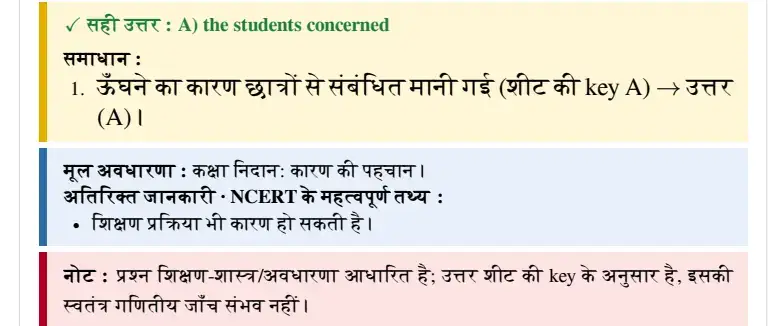 ✓ सही उत्तर : A) the students concerned
समाधान :
1. ऊँघने का कारण छात्रों से संबंधित मानी गई (शीट की key A) → उत्तर
(A)।
मूल अवधारणा : कक्षा निदान: कारण की पहचान।
अतिरिक्त जानकारी · NCERT के महत्वपूर्ण तथ्य :
• शिक्षण प्रक्रिया भी कारण हो सकती है।
नोट : प्रश्न शिक्षण-शास्त्र/अवधारणा आधारित है; उत्तर शीट की key के अनुसार है, इसकी
स्वतंत्र गणितीय जाँच संभव नहीं।